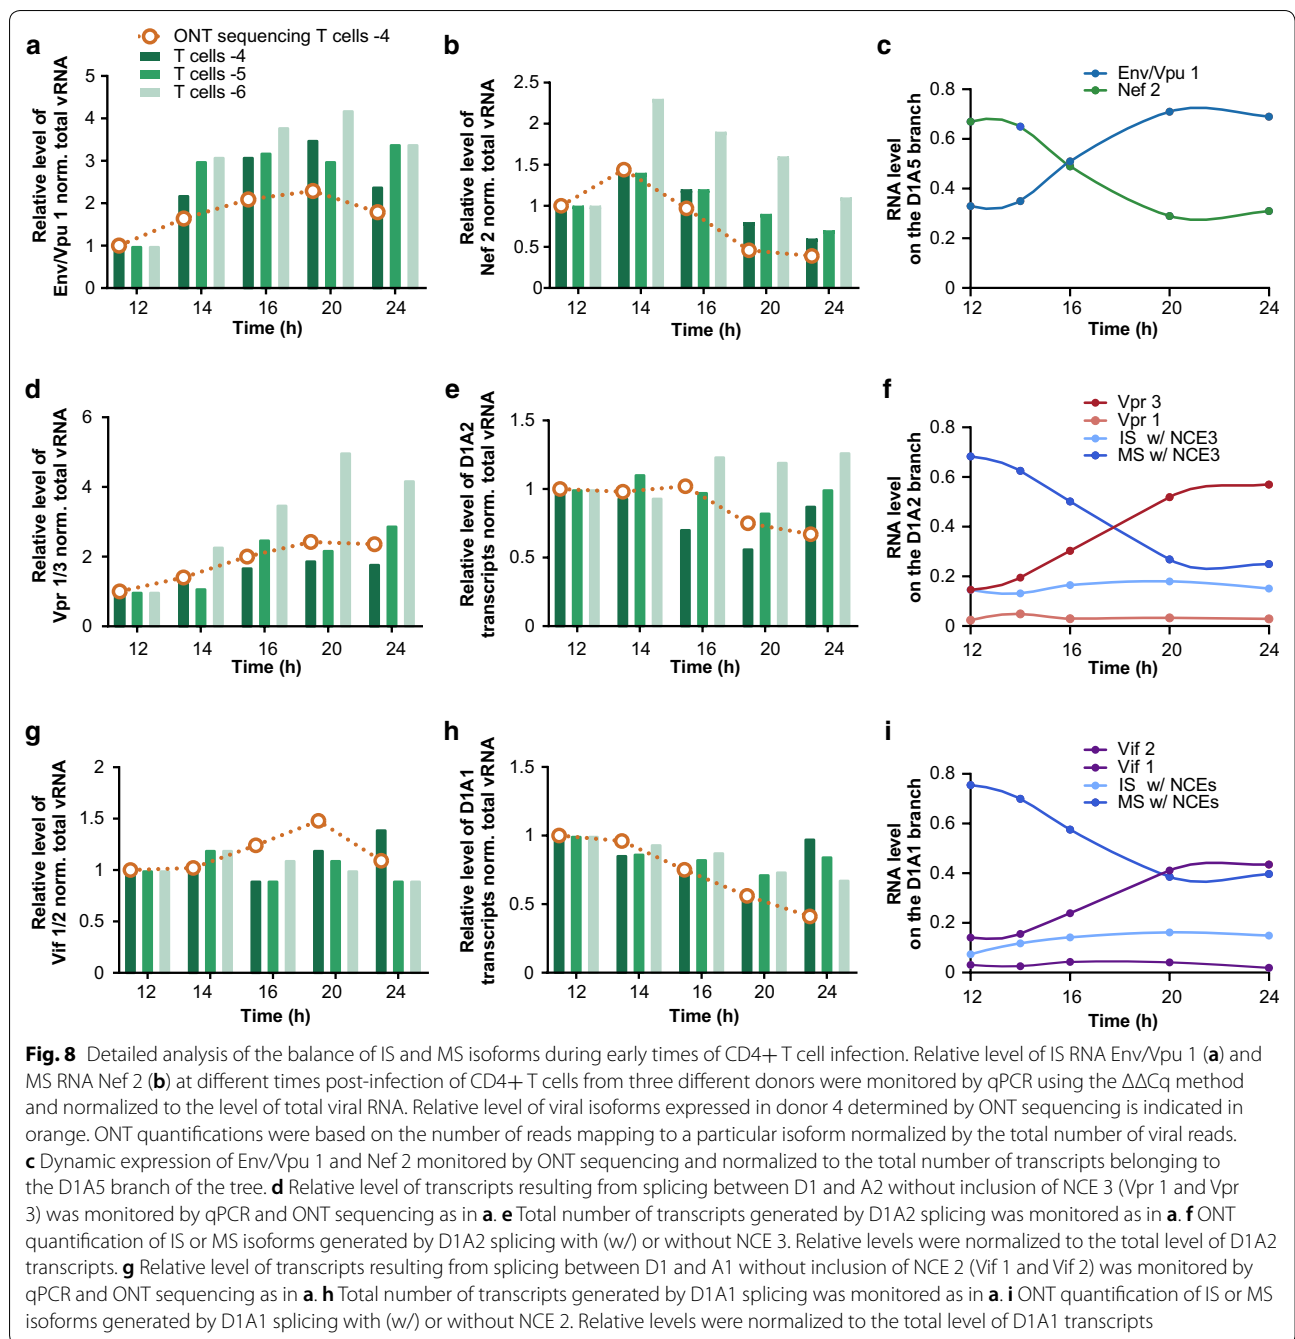 a
ONT sequencing T cells -4
T cells -4
T cells -5
T cells -6
Relative level of
Env/Vpu 1 norm. total vRNA
5
4
3
2
1
0
12 14 16 20 24
Time (h)
b
Relative level of
Nef 2 norm. total vRNA
2.5
2.0
1.5
1.0
0.5
0
12 14 16 20 24
Time (h)
c
Env/Vpu 1
Nef 2
RNA level
on the D1A5 branch
0.8
0.6
0.4
0.2
0
12 16 20 24
Time (h)
d
Relative level of
Vpr 1/3 norm. total vRNA
6
4
2
0
12 14 16 20 24
Time (h)
e
Relative level of D1A2
transcripts norm. total vRNA
1.5
1
0.5
0
12 14 16 20 24
Time (h)
f
Vpr 3
Vpr 1
IS w/ NCE3
MS w/ NCE3
RNA level
on the D1A2 branch
0.8
0.6
0.4
0.2
0
12 16 20 24
Time (h)
g
Relative level of
Vif 1/2 norm. total vRNA
2
1.5
1.0
0.5
0
12 14 16 20 24
Time (h)
h
Relative level of D1A1
transcripts norm. total vRNA
1.5
1
0.5
0
12 14 16 20 24
Time (h)
i
Vif 2
Vif 1
IS w/ NCEs
MS w/ NCEs
RNA level
on the D1A1 branch
0.8
0.6
0.4
0.2
0
12 16 20 24
Time (h)
Fig. 8 Detailed analysis of the balance of IS and MS isoforms during early times of CD4+ T cell infection. Relative level of IS RNA Env/Vpu 1 (a) and
MS RNA Nef 2 (b) at different times post-infection of CD4+ T cells from three different donors were monitored by qPCR using the ΔΔCq method
and normalized to the level of total viral RNA. Relative level of viral isoforms expressed in donor 4 determined by ONT sequencing is indicated in
orange. ONT quantifications were based on the number of reads mapping to a particular isoform normalized by the total number of viral reads.
c Dynamic expression of Env/Vpu 1 and Nef 2 monitored by ONT sequencing and normalized to the total number of transcripts belonging to
the D1A5 branch of the tree. d Relative level of transcripts resulting from splicing between D1 and A2 without inclusion of NCE 3 (Vpr 1 and Vpr
3) was monitored by qPCR and ONT sequencing as in a. e Total number of transcripts generated by D1A2 splicing was monitored as in a. f ONT
quantification of IS or MS isoforms generated by D1A2 splicing with (w/) or without NCE 3. Relative levels were normalized to the total level of D1A2
transcripts. g Relative level of transcripts resulting from splicing between D1 and A1 without inclusion of NCE 2 (Vif 1 and Vif 2) was monitored by
qPCR and ONT sequencing as in a. h Total number of transcripts generated by D1A1 splicing was monitored as in a. i ONT quantification of IS or MS
isoforms generated by D1A1 splicing with (w/) or without NCE 2. Relative levels were normalized to the total level of D1A1 transcripts